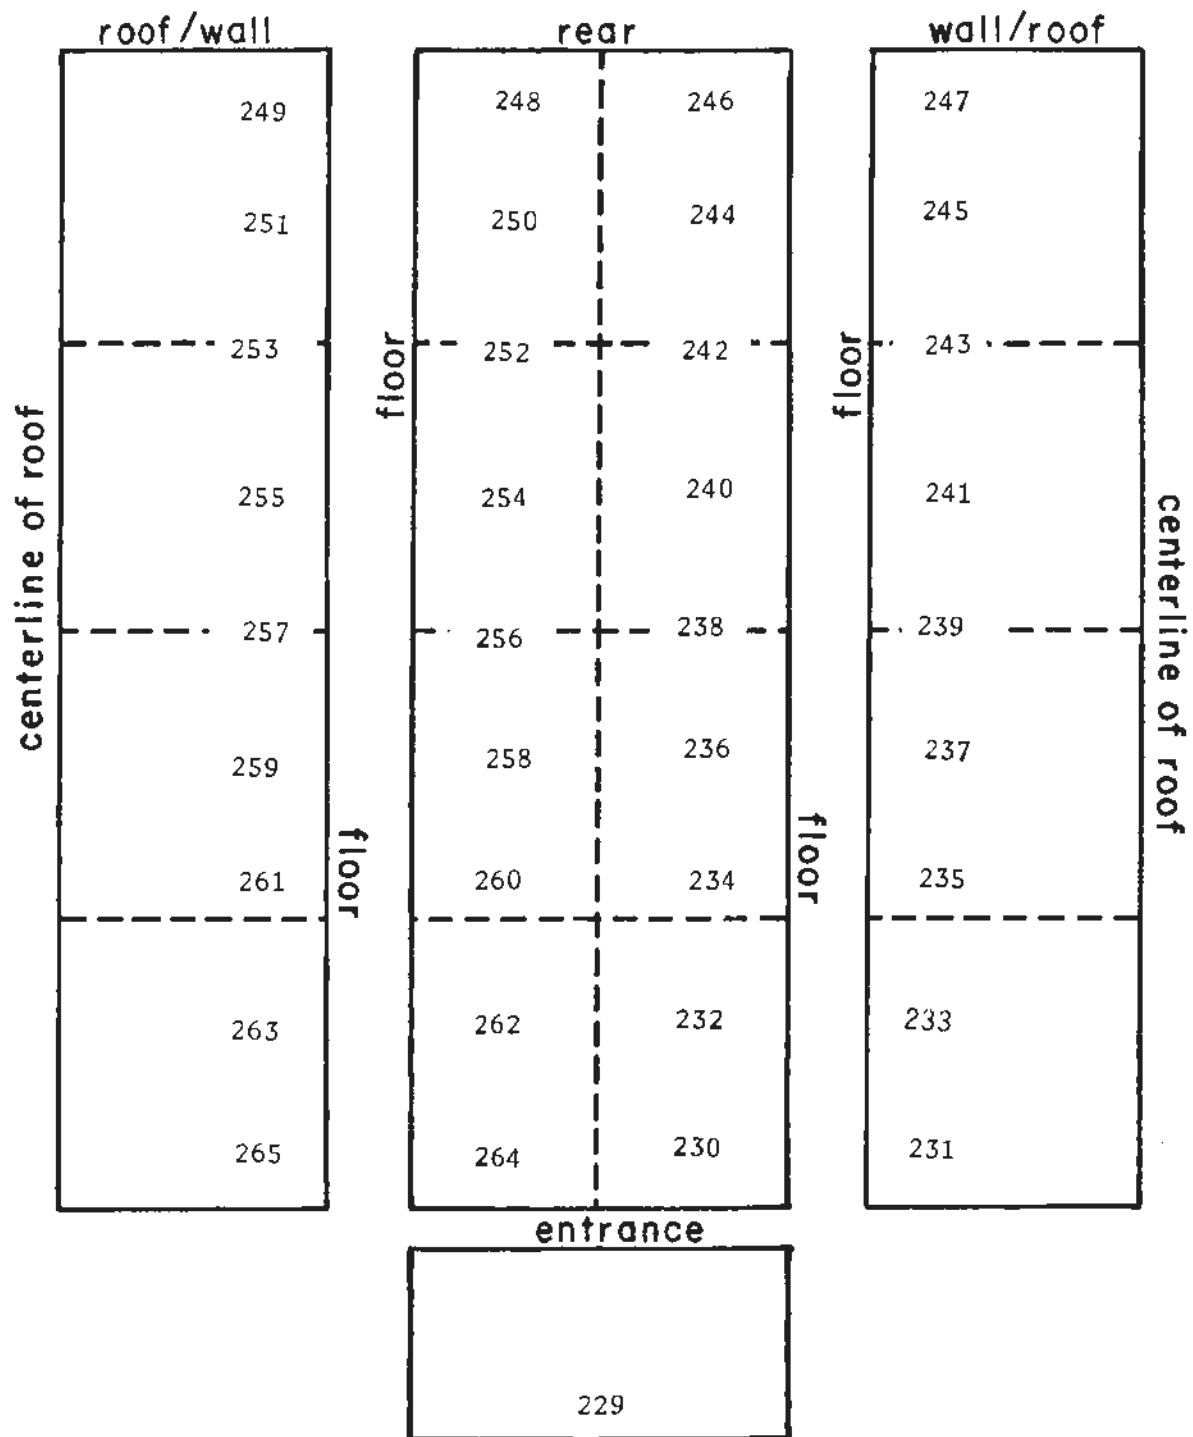 roof/wall rear wall/roof
249 248 246 247
251 250 244 245
253 252 242 243
floor floor
centerline of roof
255 254 240 241
centerline of roof
257 256 238 239
259 258 236 237
floor floor
261 260 234 235
263 262 232 233
265 264 230 231
entrance
229